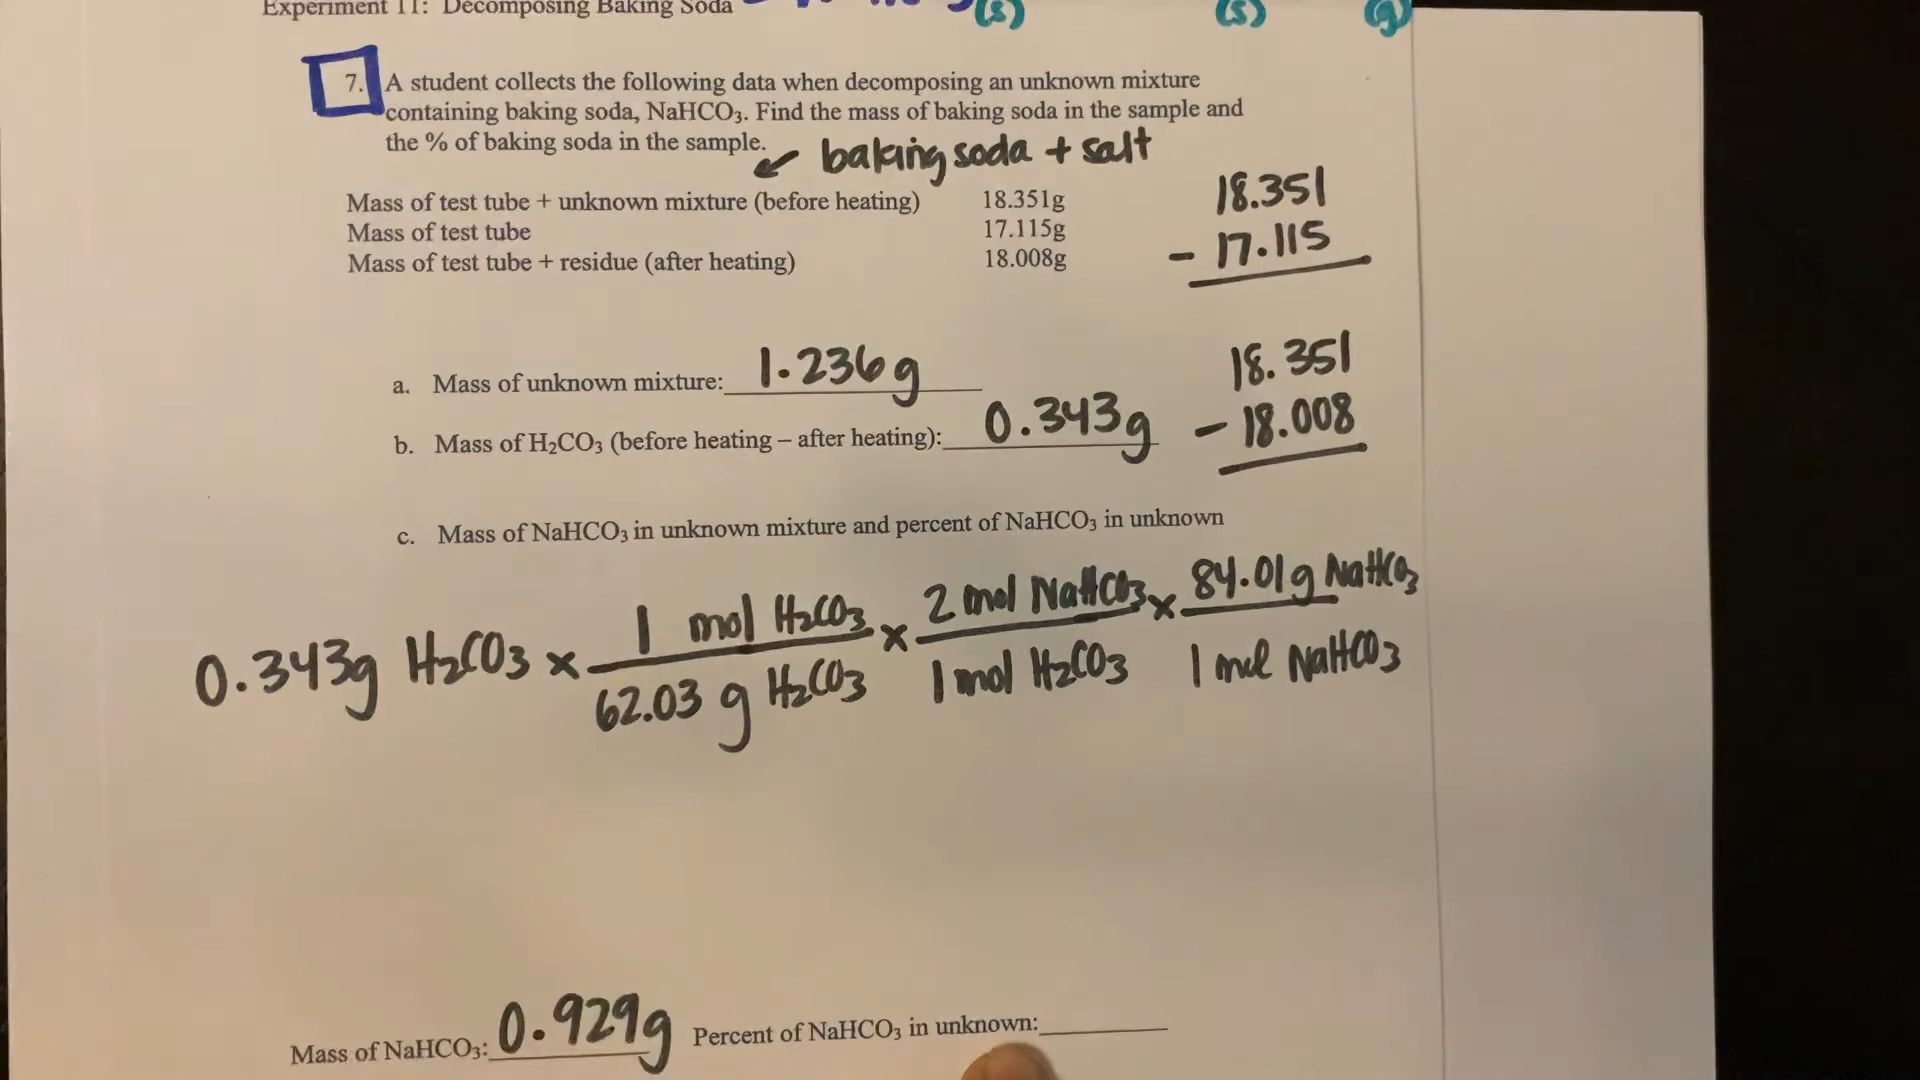 Experiment 11: Decomposing Baking Soda
(s) (s) (g)
7. A student collects the following data when decomposing an unknown mixture
containing baking soda, NaHCO₃. Find the mass of baking soda in the sample and
the % of baking soda in the sample.
baking soda + salt
Mass of test tube + unknown mixture (before heating) 18.351g
Mass of test tube 17.115g
Mass of test tube + residue (after heating) 18.008g
18.351
- 17.115
a. Mass of unknown mixture: 1.236g
b. Mass of H₂CO₃ (before heating – after heating): 0.343g
18.351
- 18.008
c. Mass of NaHCO₃ in unknown mixture and percent of NaHCO₃ in unknown
0.343g H₂CO₃ x 1 mol H₂CO₃ x 2 mol NaHCO₃ x 84.01g NaHCO₃
62.03 g H₂CO₃ 1 mol H₂CO₃ 1 mol NaHCO₃
Mass of NaHCO₃: 0.929g Percent of NaHCO₃ in unknown: